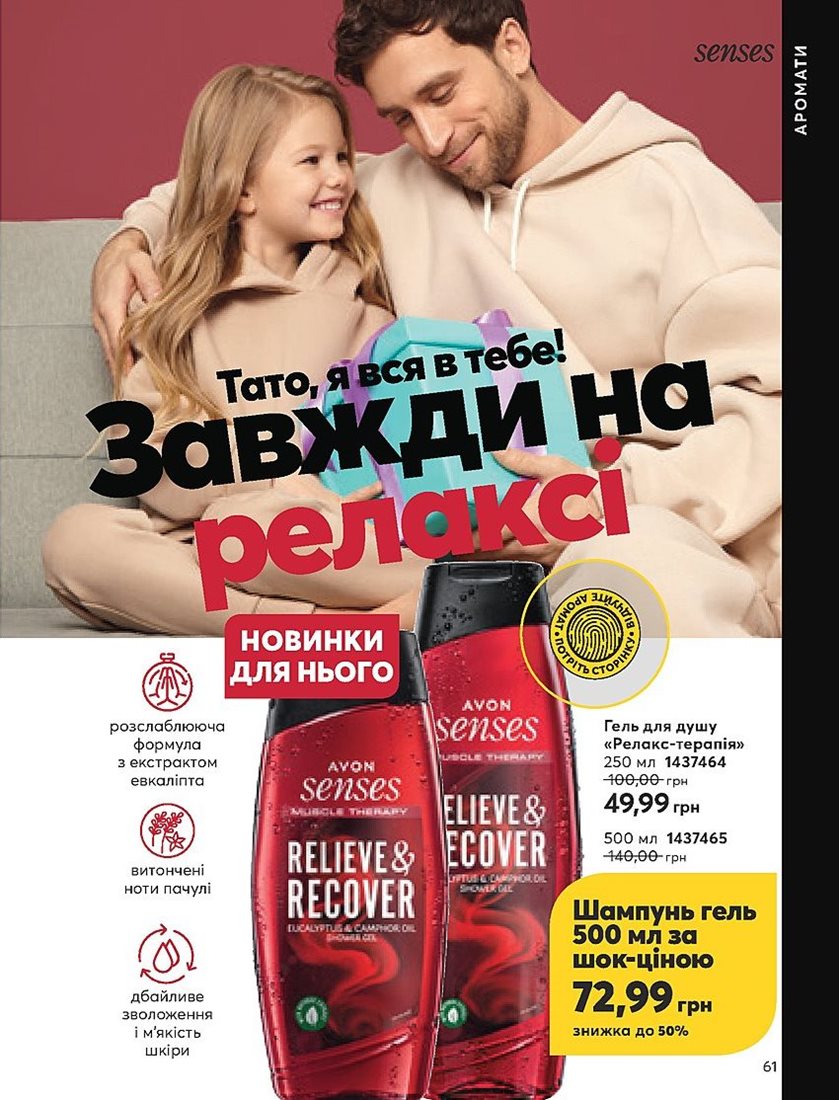 senses
АРОМАТИ
Тато, я вся в тебе!
Завжди на
релаксі
НОВИНКИ
ДЛЯ НЬОГО
ВІДЧУЙТЕ АРОМАТ • ПОТРІТЬ СТОРІНКУ •
розслаблююча
формула
з екстрактом
евкаліпта
витончені
ноти пачулі
дбайливе
зволоження
і м'якість
шкіри
AVON
senses
MUSCLE THERAPY
RELIEVE &
RECOVER
EUCALYPTUS & CAMPHOR OIL
SHOWER GEL
AVON
senses
MUSCLE THERAPY
ELIEVE &
ECOVER
LYPTUS & CAMPHOR OIL
SHOWER GEL
Гель для душу
«Релакс-терапія»
250 мл 1437464
100,00 грн
49,99 грн
500 мл 1437465
140,00 грн
Шампунь гель
500 мл за
шок-ціною
72,99 грн
знижка до 50%
61